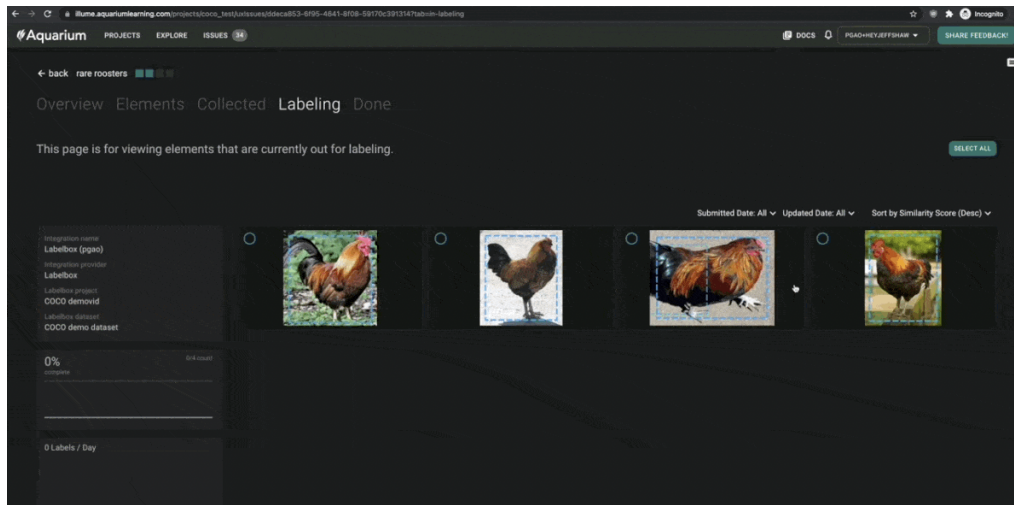 illume.aquariumlearning.com/projects/coco_test/uxIssues/ddeca853-6f95-4641-8f08-59170c391314?tab=in-labeling
Incognito
Aquarium PROJECTS EXPLORE ISSUES 34 DOCS PGAO+HEYJEFFSHAW SHARE FEEDBACK!
back rare roosters
Overview Elements Collected Labeling Done
This page is for viewing elements that are currently out for labeling.
SELECT ALL
Submitted Date: All Updated Date: All Sort by Similarity Score (Desc)
Integration name
Labelbox (pgao)
Integration provider
Labelbox
Labelbox project
COCO demovid
Labelbox dataset
COCO demo dataset
0% 0/4 count
complete
0 Labels / Day